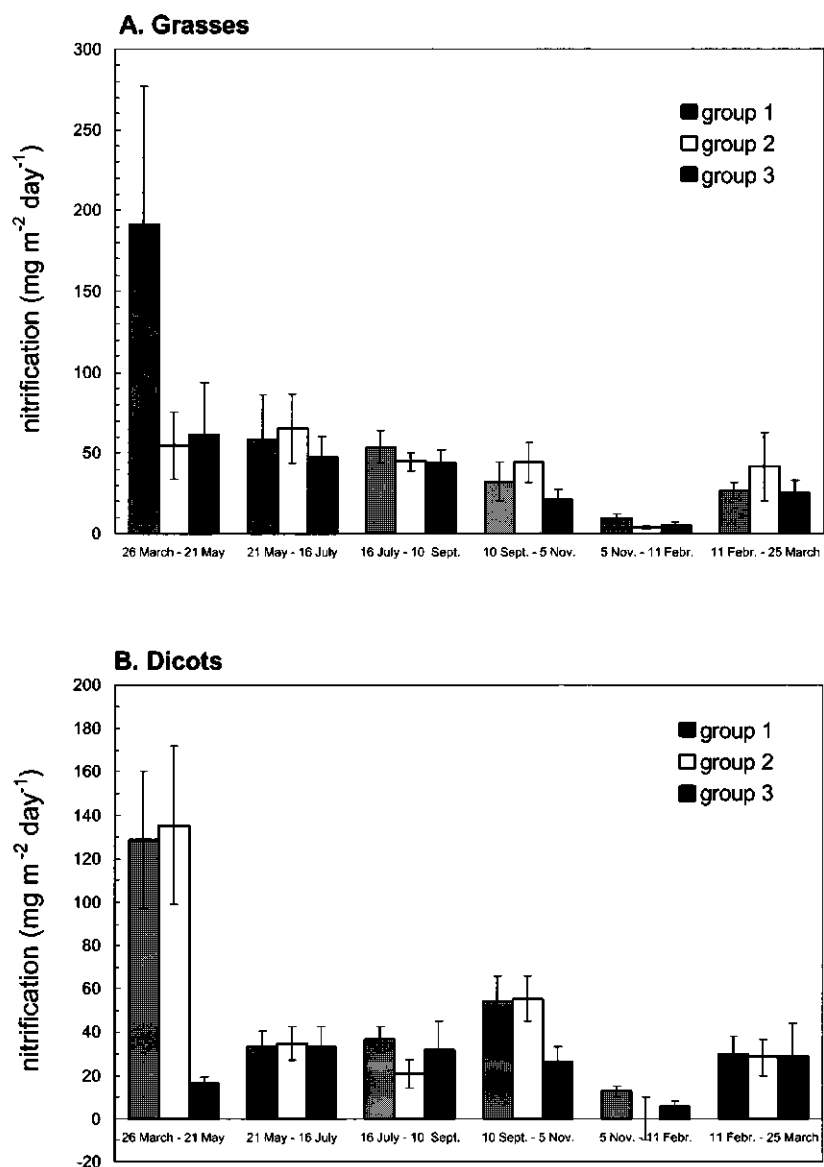 A. Grasses
nitrification (mg m⁻² day⁻¹)
300
250
200
150
100
50
0
group 1
group 2
group 3
26 March - 21 May
21 May - 16 July
16 July - 10 Sept.
10 Sept. - 5 Nov.
5 Nov. - 11 Febr.
11 Febr. - 25 March
B. Dicots
nitrification (mg m⁻² day⁻¹)
200
180
160
140
120
100
80
60
40
20
0
-20
group 1
group 2
group 3
26 March - 21 May
21 May - 16 July
16 July - 10 Sept.
10 Sept. - 5 Nov.
5 Nov. - 11 Febr.
11 Febr. - 25 March